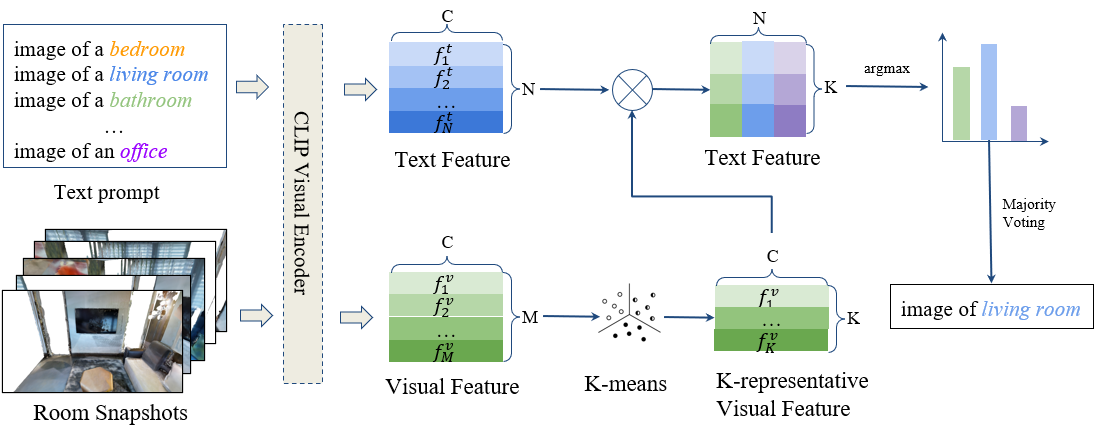 image of a bedroom
image of a living room
image of a bathroom
...
image of an office
Text prompt
Room Snapshots
CLIP Visual Encoder
C
f_1^t
f_2^t
...
f_N^t
N
Text Feature
C
f_1^v
f_2^v
...
f_M^v
M
Visual Feature
K-means
C
f_1^v
...
f_K^v
K
K-representative
Visual Feature
N
K
Text Feature
argmax
Majority
Voting
image of living room